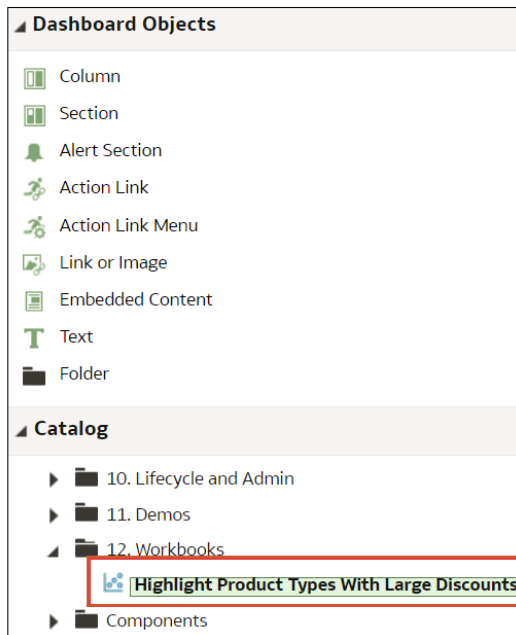 Dashboard Objects
Column
Section
Alert Section
Action Link
Action Link Menu
Link or Image
Embedded Content
Text
Folder
Catalog
10. Lifecycle and Admin
11. Demos
12. Workbooks
Highlight Product Types With Large Discounts
Components